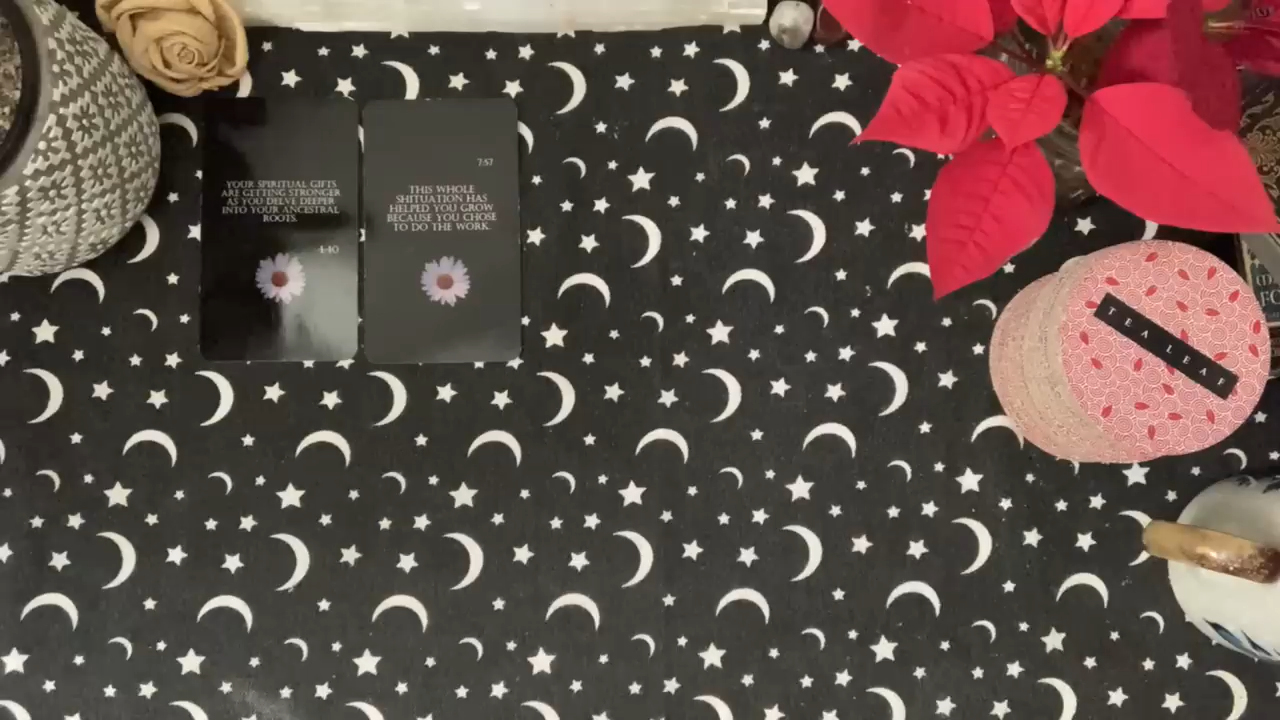 YOUR SPIRITUAL GIFTS
ARE GETTING STRONGER
AS YOU DELVE DEEPER
INTO YOUR ANCESTRAL
ROOTS.
4:40
7:57
THIS WHOLE
SHITUATION HAS
HELPED YOU GROW
BECAUSE YOU CHOSE
TO DO THE WORK.
TEA LEAF